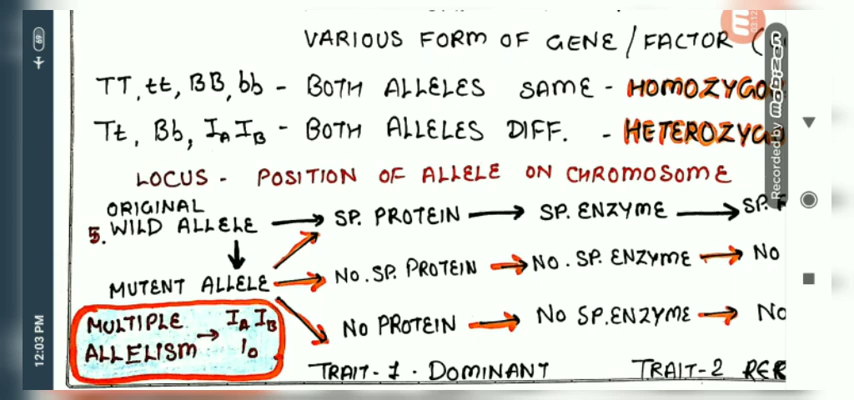 VARIOUS FORM OF GENE/FACTOR (
TT, tt, BB, bb - BOTH ALLELES SAME - HOMOZYGO
Tt, Bb, IA IB - BOTH ALLELES DIFF. - HETEROZYG
LOCUS - POSITION OF ALLELE ON CHROMOSOME
ORIGINAL
5. WILD ALLELE → SP. PROTEIN → SP. ENZYME → SP.
MUTENT ALLELE → NO. SP. PROTEIN → NO. SP. ENZYME → NO
MULTIPLE → IA IB
ALLELISM
NO PROTEIN → NO SP. ENZYME → NO
TRAIT-1. DOMINANT TRAIT-2
Recorded by
12:03 PM
69